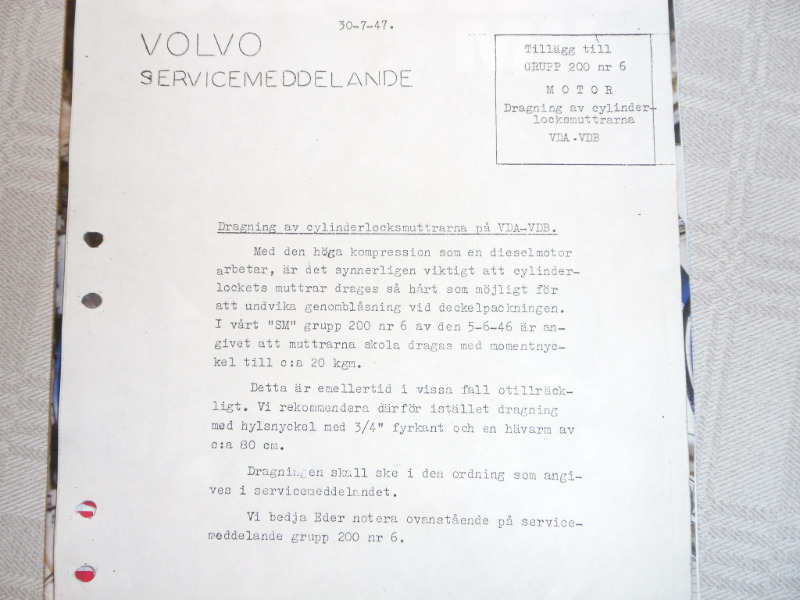 30-7-47.
VOLVO
SERVICEMEDDELANDE
Tillägg till
GRUPP 200 nr 6
M O T O R
Dragning av cylinder-
locksmuttrarna
VDA-VDB
Dragning av cylinderlocksmuttrarna på VDA-VDB.
Med den höga kompression som en dieselmotor
arbetar, är det synnerligen viktigt att cylinder-
lockets muttrar drages så hårt som möjligt för
att undvika genomblåsning vid deckelpackningen.
I vårt "SM" grupp 200 nr 6 av den 5-6-46 är an-
givet att muttrarna skola dragas med momentnyc-
kel till c:a 20 kgm.
Detta är emellertid i vissa fall otillräck-
ligt. Vi rekommendera därför istället dragning
med hylsnyckel med 3/4" fyrkant och en hävarm av
c:a 80 cm.
Dragningen skall ske i den ordning som angi-
ves i servicemeddelandet.
Vi bedja Eder notera ovanstående på service-
meddelande grupp 200 nr 6.